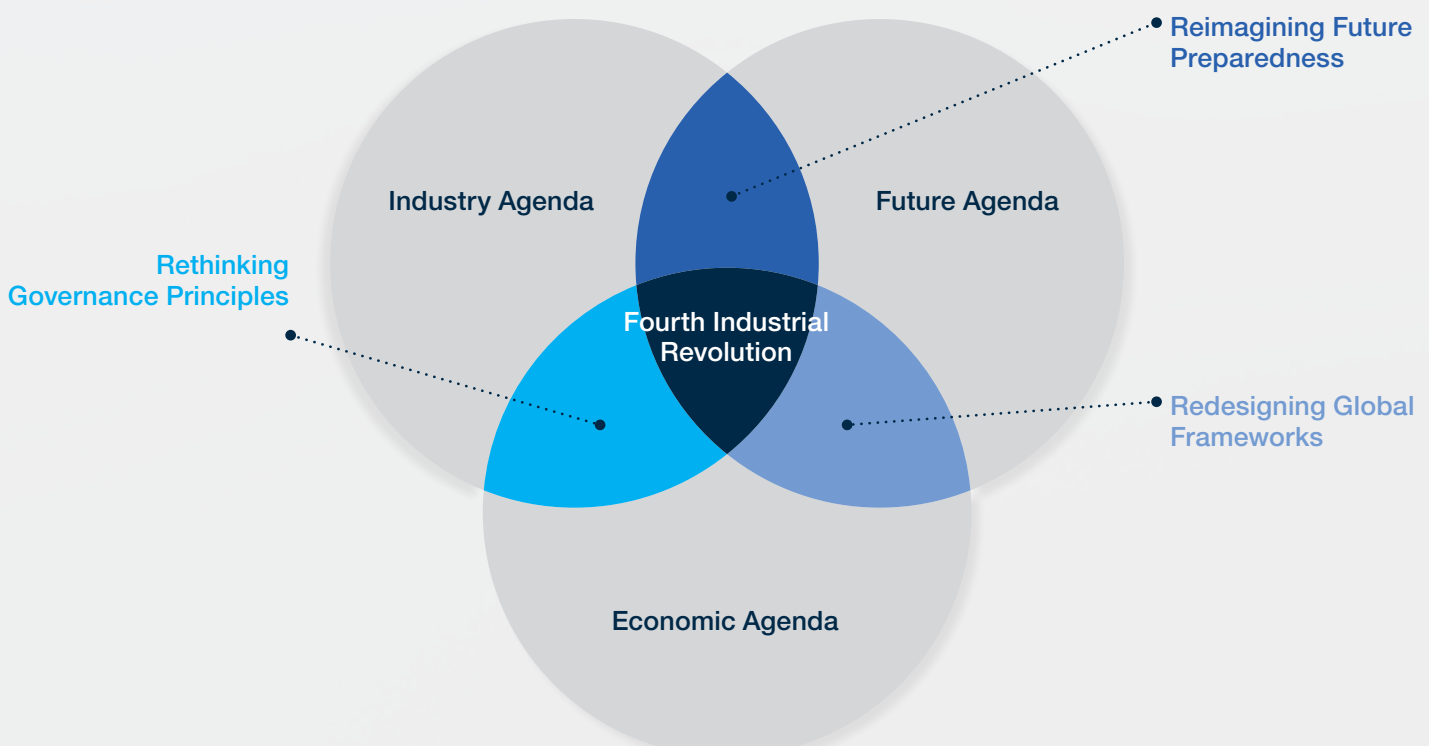 Reimagining Future
Preparedness
Industry Agenda
Future Agenda
Rethinking
Governance Principles
Fourth Industrial
Revolution
Redesigning Global
Frameworks
Economic Agenda